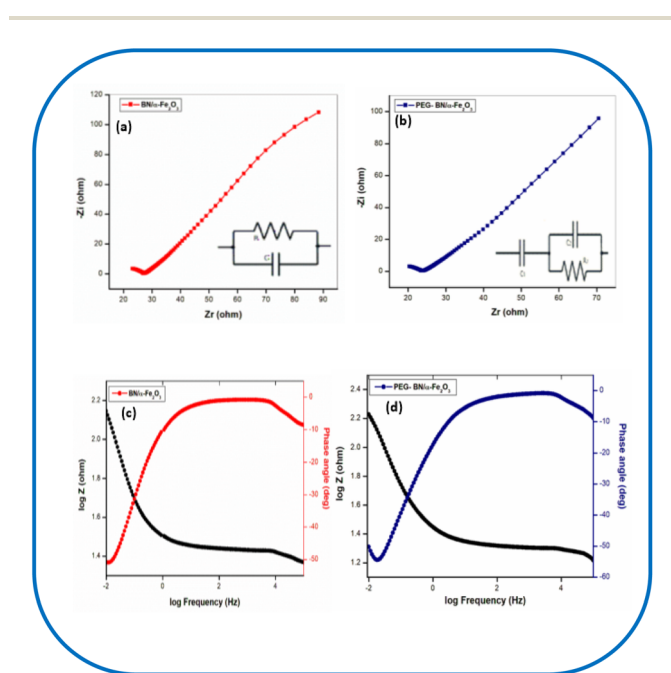 BN/α-Fe₂O₃
(a)
120
100
80
60
40
20
0
-Zi (ohm)
20 30 40 50 60 70 80 90
Zr (ohm)
PEG- BN/α-Fe₂O₃
(b)
100
80
60
40
20
0
-Zi (ohm)
20 30 40 50 60 70
Zr (ohm)
BN/α-Fe₂O₃
(c)
2.2
2.0
1.8
1.6
1.4
log Z (ohm)
0
-10
-20
-30
-40
-50
Phase angle (deg)
-2 0 2 4
log Frequency (Hz)
PEG- BN/α-Fe₂O₃
(d)
2.4
2.2
2.0
1.8
1.6
1.4
1.2
log Z (ohm)
0
-10
-20
-30
-40
-50
-60
Phase angle (deg)
-2 0 2 4
log Frequency (Hz)